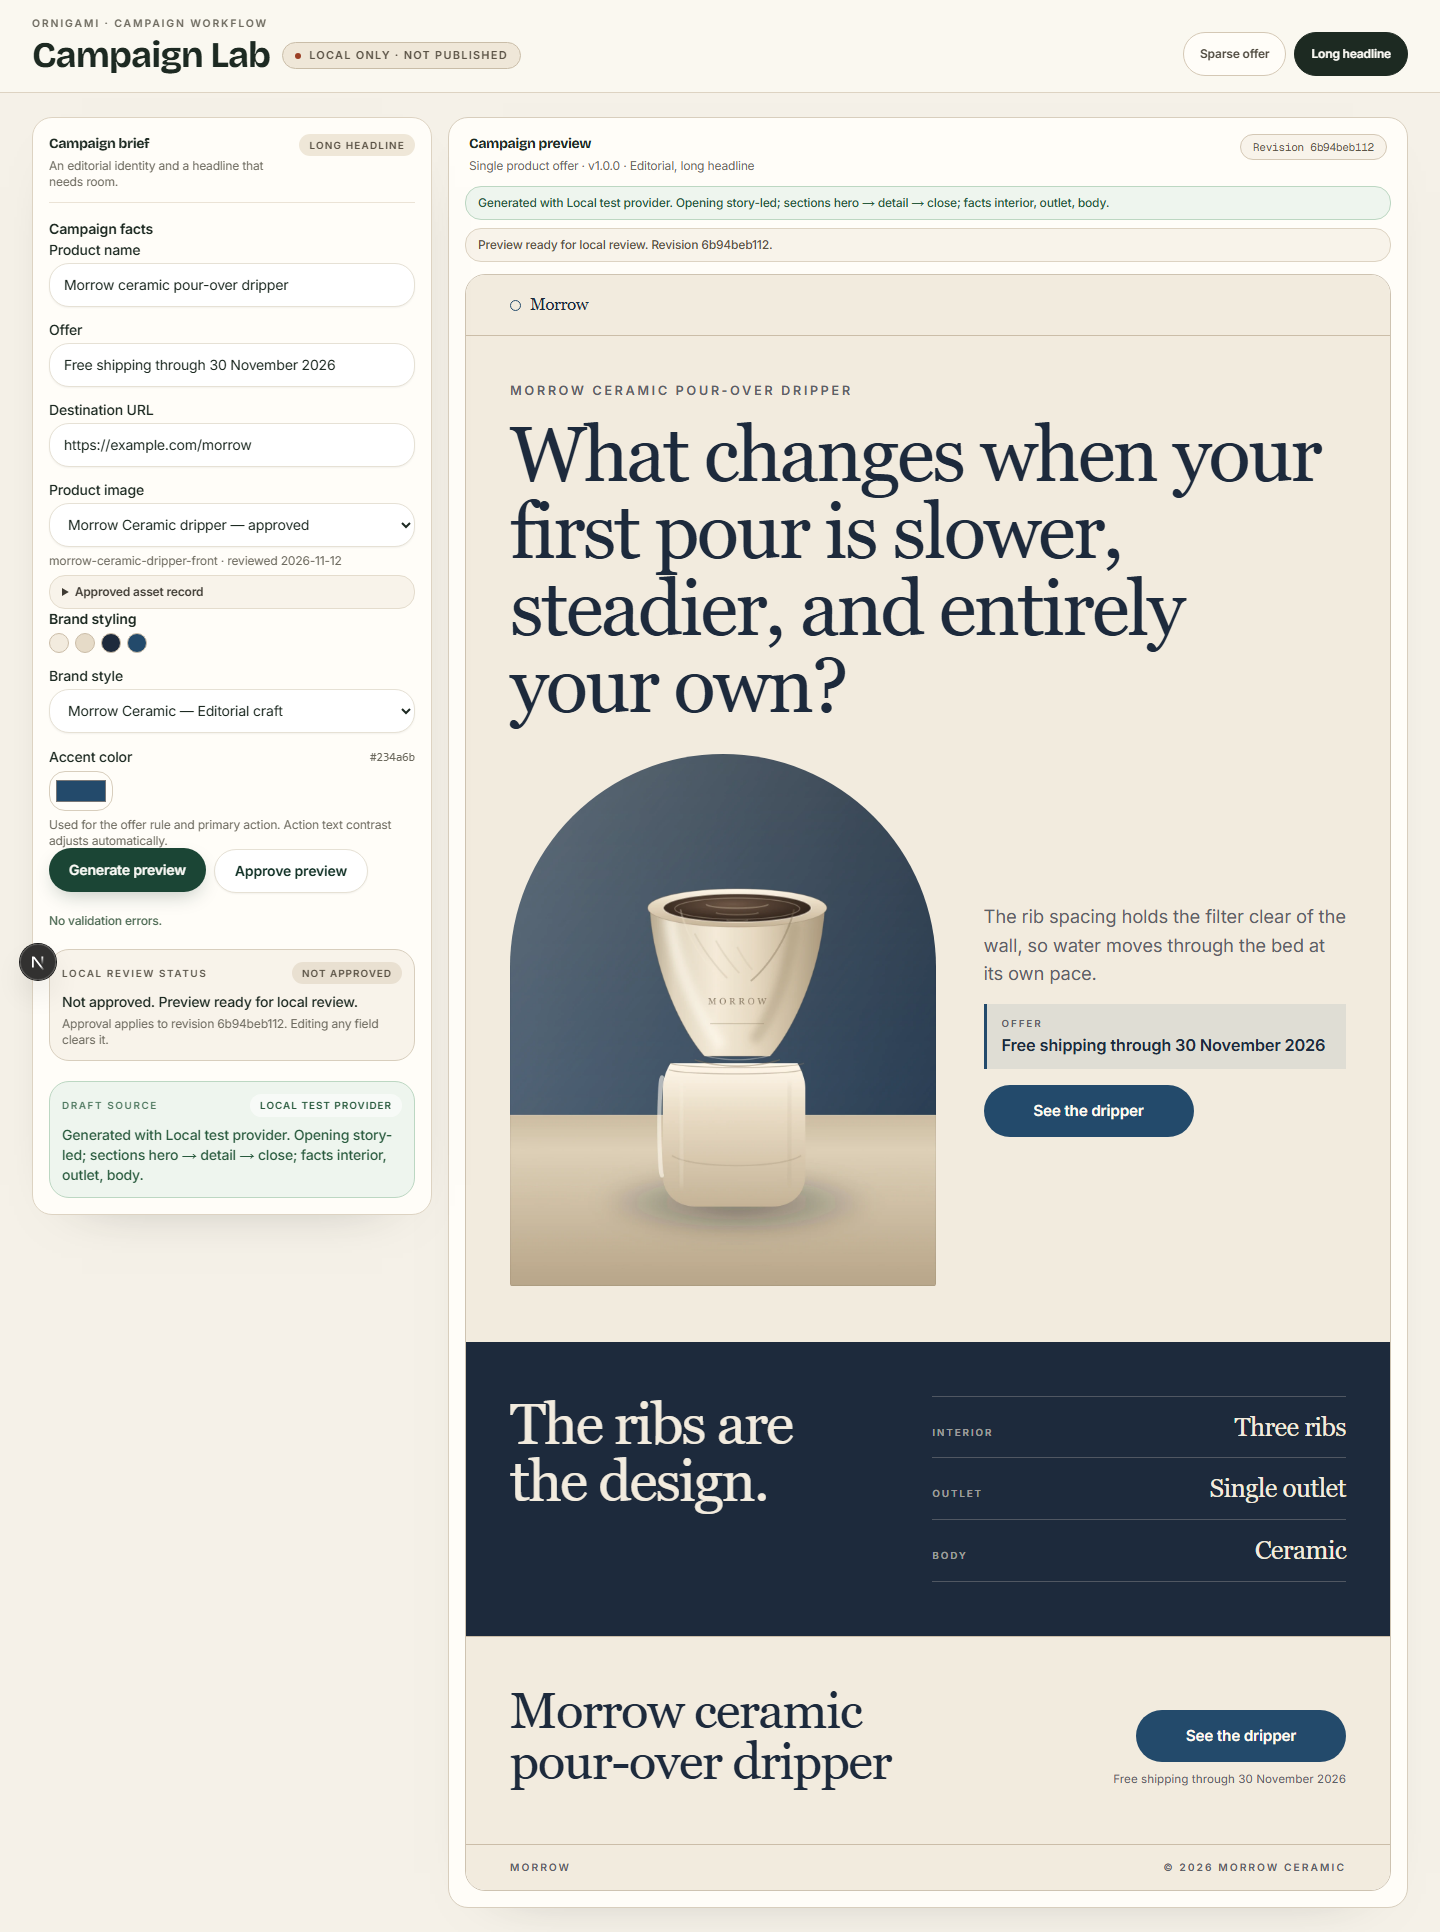 ORNIGAMI · CAMPAIGN WORKFLOW
Campaign Lab
LOCAL ONLY · NOT PUBLISHED
Sparse offer
Long headline
Campaign brief
LONG HEADLINE
An editorial identity and a headline that
needs room.
Campaign facts
Product name
Morrow ceramic pour-over dripper
Offer
Free shipping through 30 November 2026
Destination URL
https://example.com/morrow
Product image
Morrow Ceramic dripper — approved
morrow-ceramic-dripper-front · reviewed 2026-11-12
Approved asset record
Brand styling
Brand style
Morrow Ceramic — Editorial craft
Accent color
#234a6b
Used for the offer rule and primary action. Action text contrast
adjusts automatically.
Generate preview
Approve preview
No validation errors.
N
LOCAL REVIEW STATUS
NOT APPROVED
Not approved. Preview ready for local review.
Approval applies to revision 6b94beb112. Editing any field
clears it.
DRAFT SOURCE
LOCAL TEST PROVIDER
Generated with Local test provider. Opening story-
led; sections hero → detail → close; facts interior,
outlet, body.
Campaign preview
Single product offer · v1.0.0 · Editorial, long headline
Revision 6b94beb112
Generated with Local test provider. Opening story-led; sections hero → detail → close; facts interior, outlet, body.
Preview ready for local review. Revision 6b94beb112.
Morrow
MORROW CERAMIC POUR-OVER DRIPPER
What changes when your
first pour is slower,
steadier, and entirely
your own?
MORROW
The rib spacing holds the filter clear of the
wall, so water moves through the bed at
its own pace.
OFFER
Free shipping through 30 November 2026
See the dripper
The ribs are
the design.
INTERIOR
Three ribs
OUTLET
Single outlet
BODY
Ceramic
Morrow ceramic
pour-over dripper
See the dripper
Free shipping through 30 November 2026
MORROW
© 2026 MORROW CERAMIC